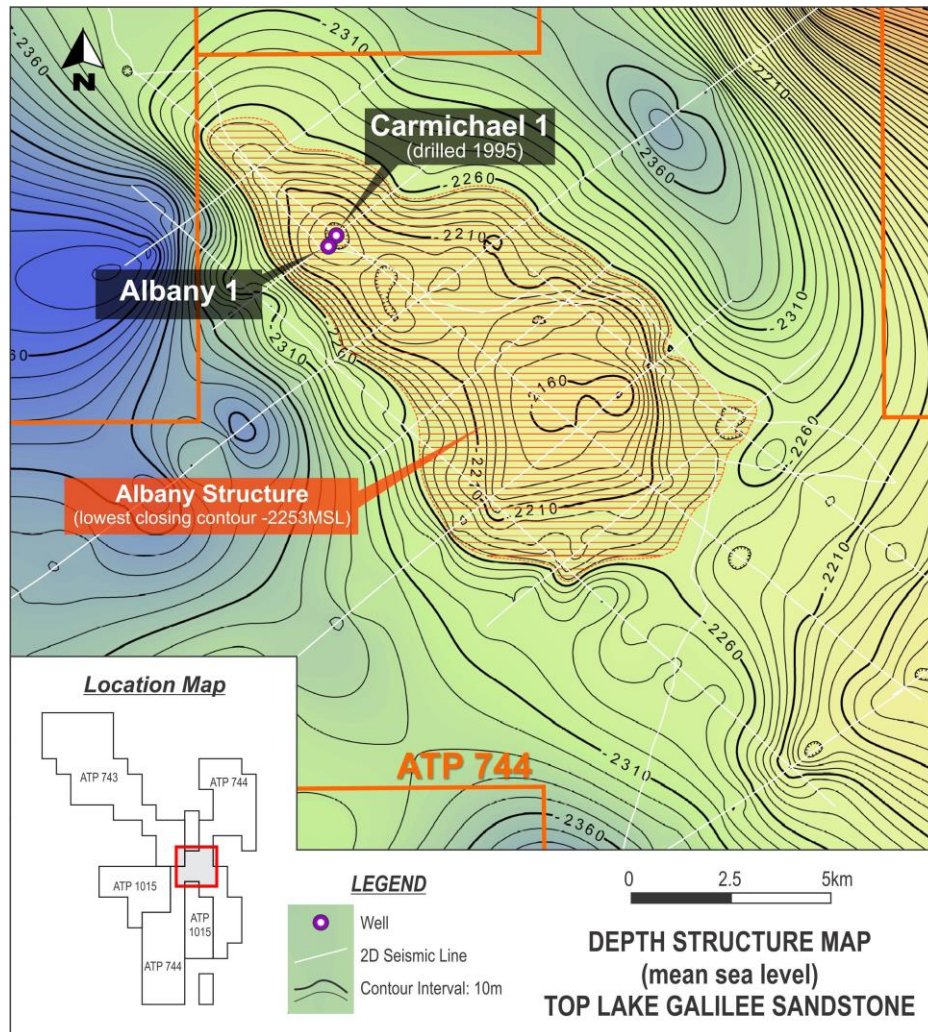 -2360
-2310
-2210
N
Carmichael 1
(drilled 1995)
-2260
-2360
-2210
Albany 1
-2310
-2310
-2260
60
-2160
-2260
Albany Structure
(lowest closing contour -2253MSL)
-2210
-2210
-2210
-2260
Location Map
ATP 743
ATP 744
ATP 1015
ATP
1015
ATP 744
ATP 744
-2310
-2360
LEGEND
Well
2D Seismic Line
Contour Interval: 10m
0 2.5 5km
DEPTH STRUCTURE MAP
(mean sea level)
TOP LAKE GALILEE SANDSTONE